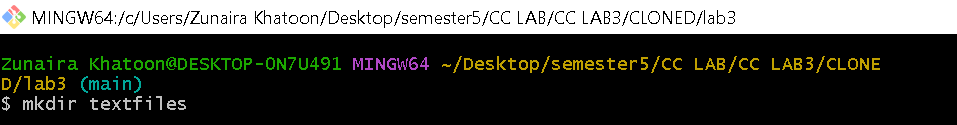 MINGW64:/c/Users/Zunaira Khatoon/Desktop/semester5/CC LAB/CC LAB3/CLONED/lab3
Zunaira Khatoon@DESKTOP-0N7U491 MINGW64 ~/Desktop/semester5/CC LAB/CC LAB3/CLONE
D/lab3 (main)
$ mkdir textfiles